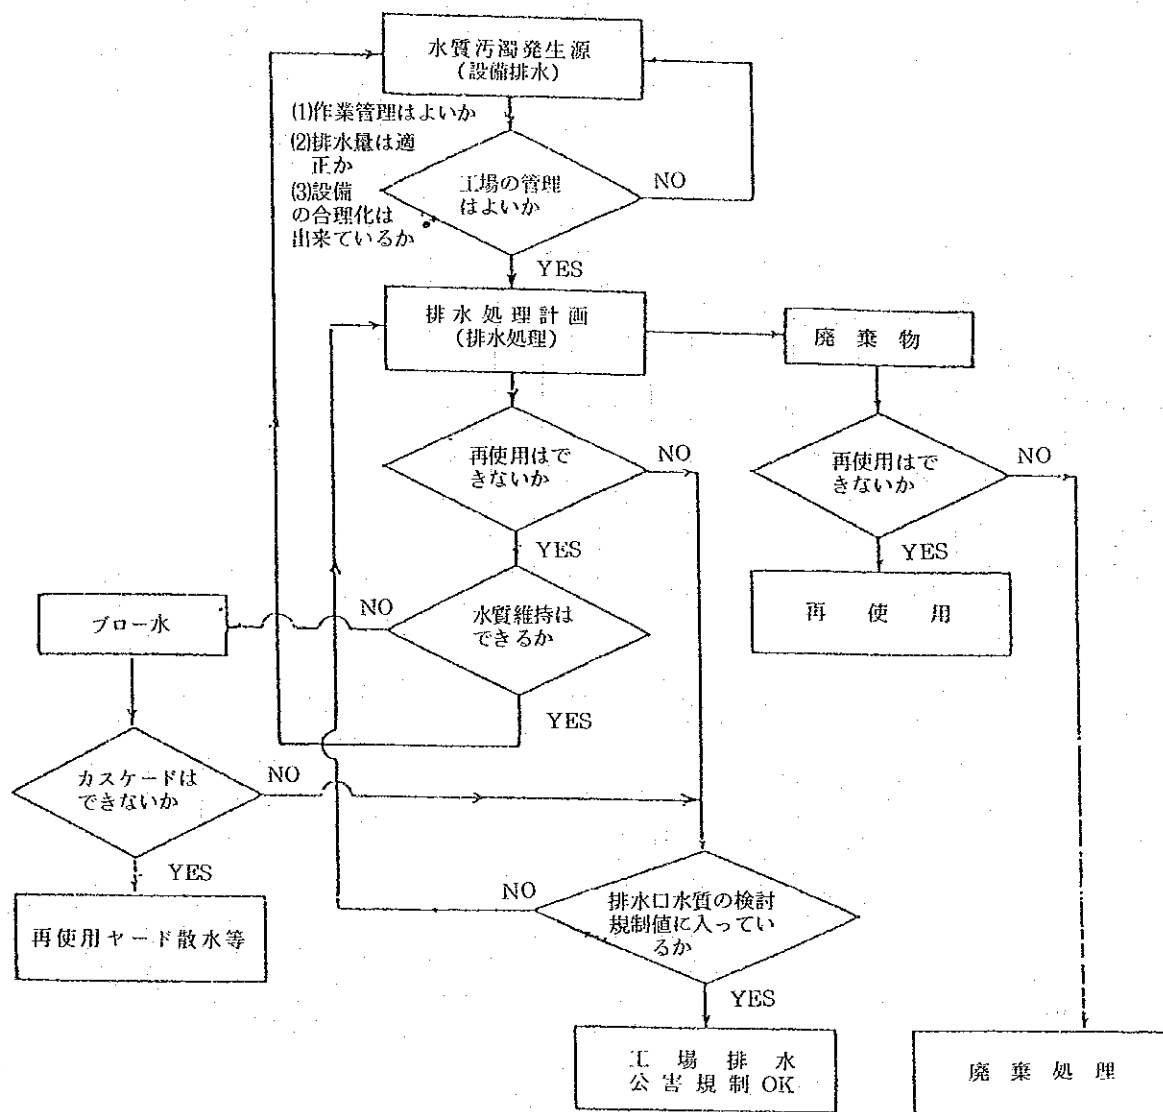 水質汚濁発生源
(設備排水)
(1)作業管理はよいか
(2)排水量は適
正か
(3)設備
の合理化は
出来ているか
工場の管理
はよいか
NO
YES
排水処理計画
(排水処理)
廃棄物
再使用はで
きないか
NO
再使用はで
きないか
NO
YES
YES
再使用
ブロー水
NO
水質維持は
できるか
YES
カスケードは
できないか
NO
YES
再使用ヤード散水等
NO
排水口水質の検討
規制値に入ってい
るか
YES
工場排水
公害規制OK
廃棄処理